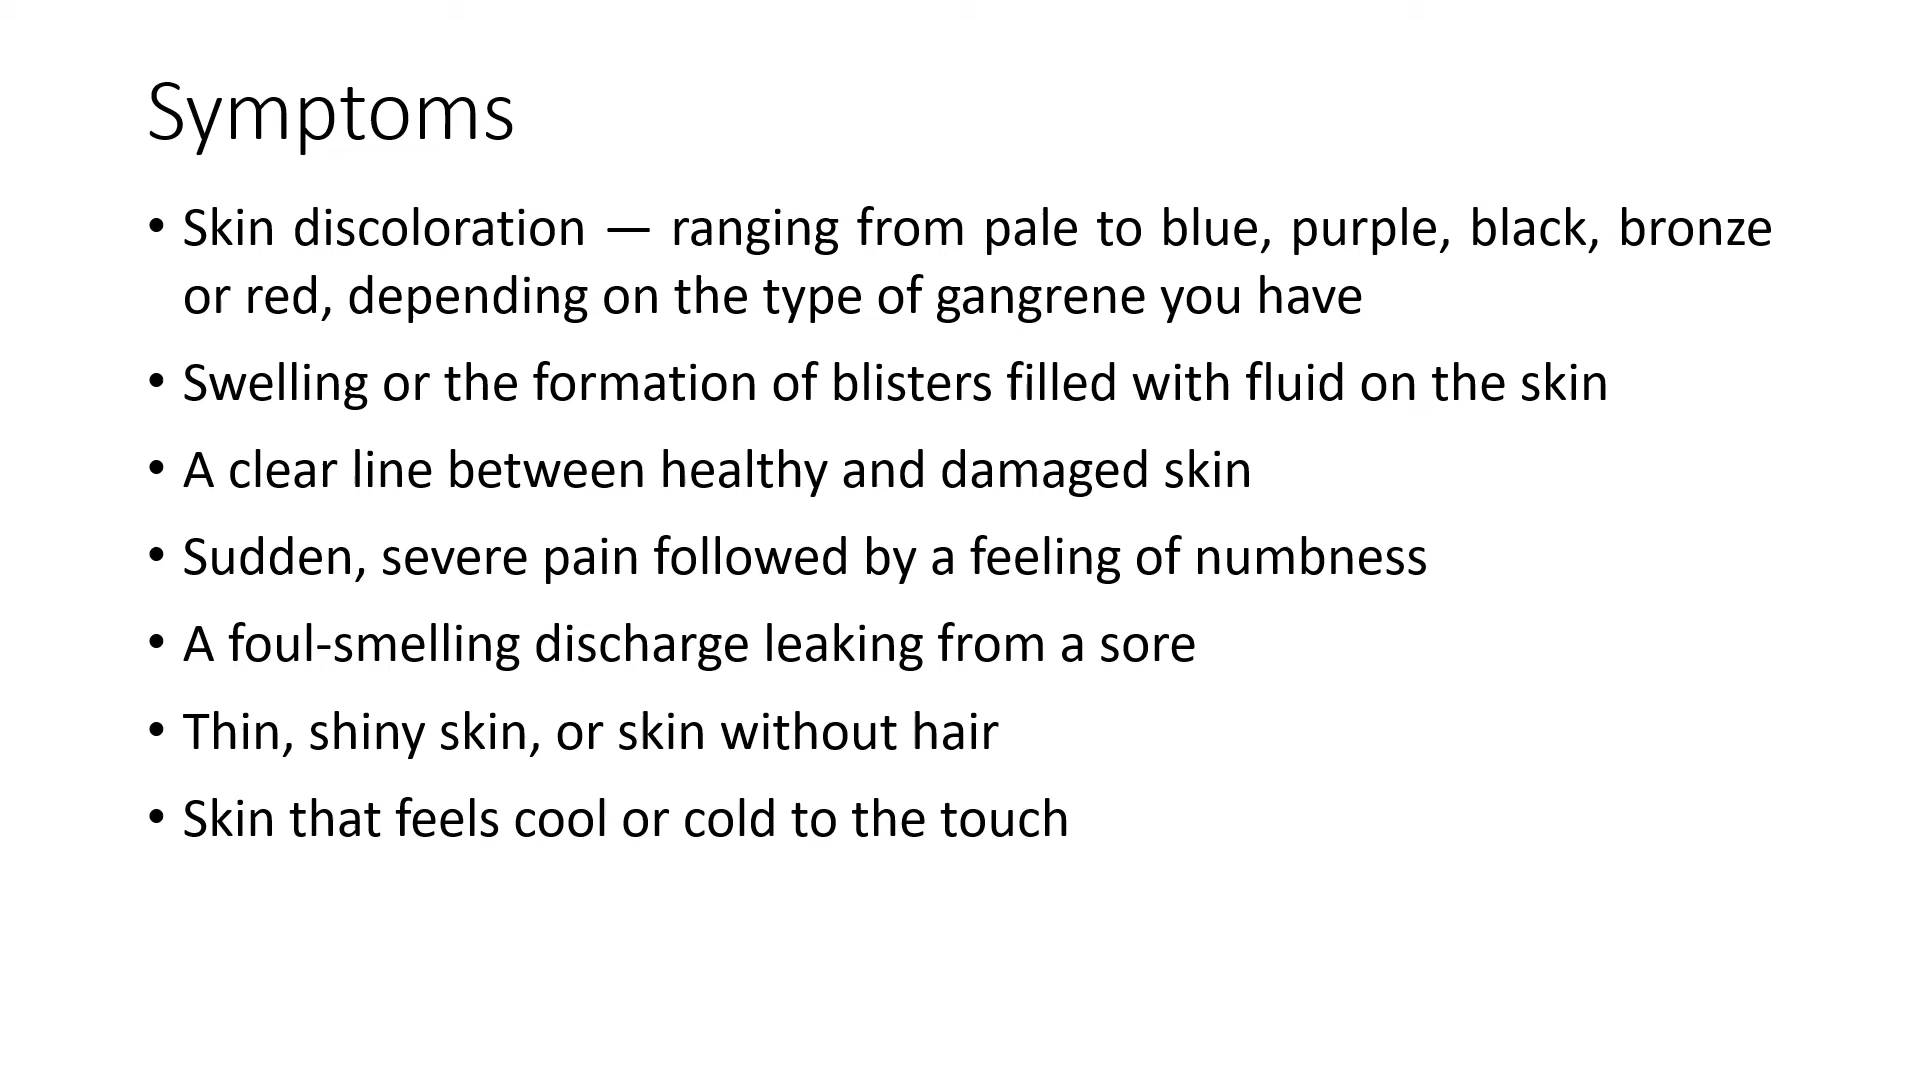 Symptoms
• Skin discoloration — ranging from pale to blue, purple, black, bronze
or red, depending on the type of gangrene you have
• Swelling or the formation of blisters filled with fluid on the skin
• A clear line between healthy and damaged skin
• Sudden, severe pain followed by a feeling of numbness
• A foul-smelling discharge leaking from a sore
• Thin, shiny skin, or skin without hair
• Skin that feels cool or cold to the touch